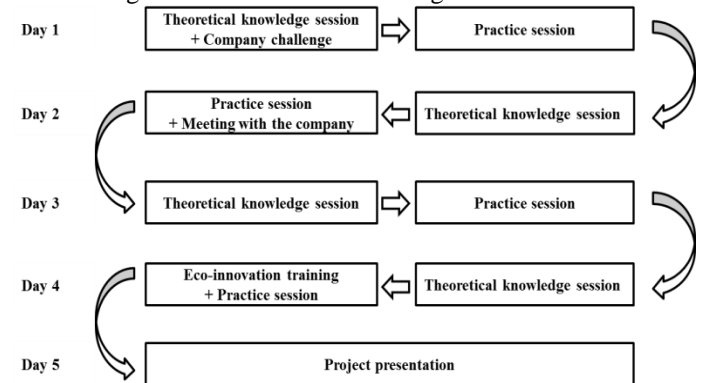 Day 1
Theoretical knowledge session
+ Company challenge
Practice session
Day 2
Practice session
+ Meeting with the company
Theoretical knowledge session
Day 3
Theoretical knowledge session
Practice session
Day 4
Eco-innovation training
+ Practice session
Theoretical knowledge session
Day 5
Project presentation